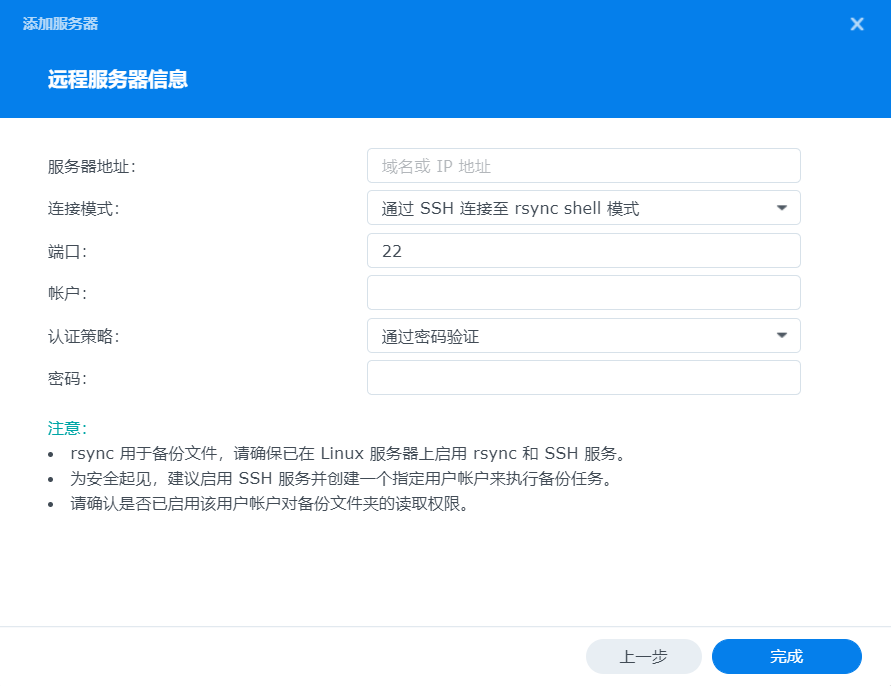 添加服务器
远程服务器信息
服务器地址：
域名或 IP 地址
连接模式：
通过 SSH 连接至 rsync shell 模式
端口：
22
帐户：
认证策略：
通过密码验证
密码：
注意：
• rsync 用于备份文件，请确保已在 Linux 服务器上启用 rsync 和 SSH 服务。
• 为安全起见，建议启用 SSH 服务并创建一个指定用户帐户来执行备份任务。
• 请确认是否已启用该用户帐户对备份文件夹的读取权限。
上一步
完成